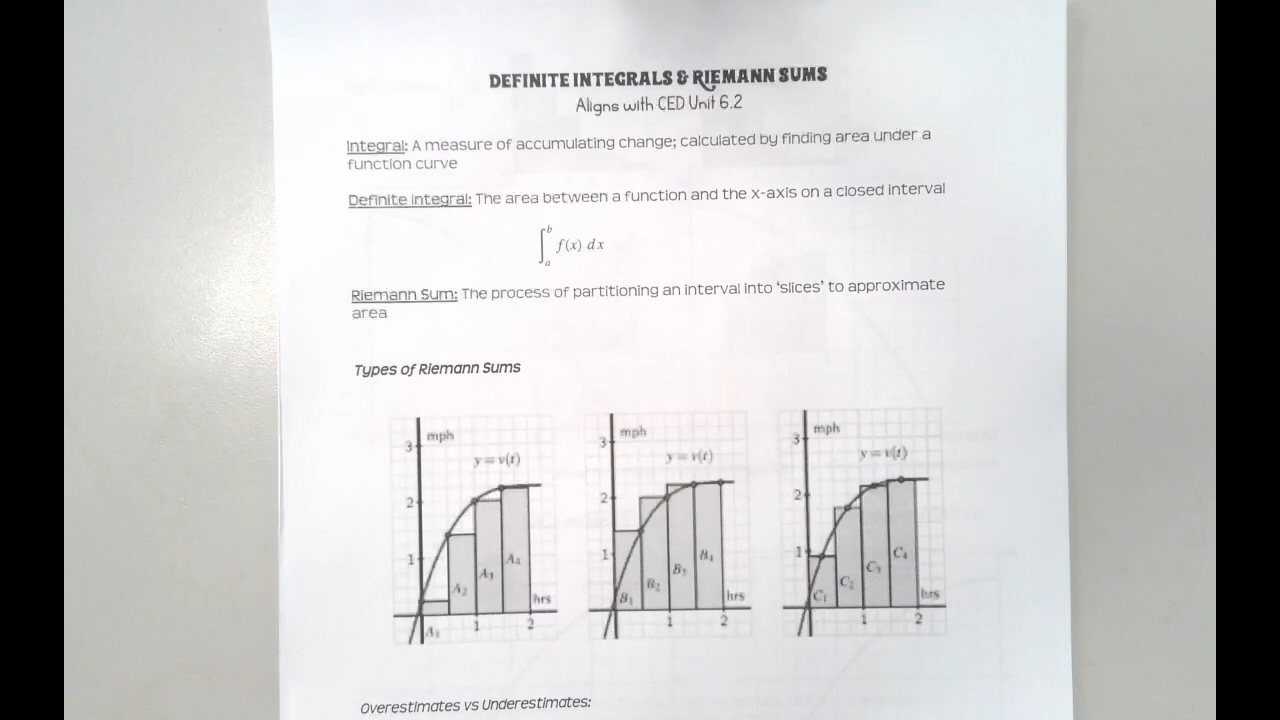 DEFINITE INTEGRALS & RIEMANN SUMS
Aligns with CED Unit 6.2
Integral: A measure of accumulating change; calculated by finding area under a
function curve
Definite Integral: The area between a function and the x-axis on a closed interval
∫ₐᵇ f(x) dx
Riemann Sum: The process of partitioning an interval into ‘slices’ to approximate
area
Types of Riemann Sums
mph
3
y = v(t)
2
1
A₁
A₂
A₃
A₄
hrs
1
2
mph
3
y = v(t)
2
1
B₁
B₂
B₃
B₄
hrs
1
2
mph
3
y = v(t)
2
1
C₁
C₂
C₃
C₄
hrs
1
2
Overestimates vs Underestimates: